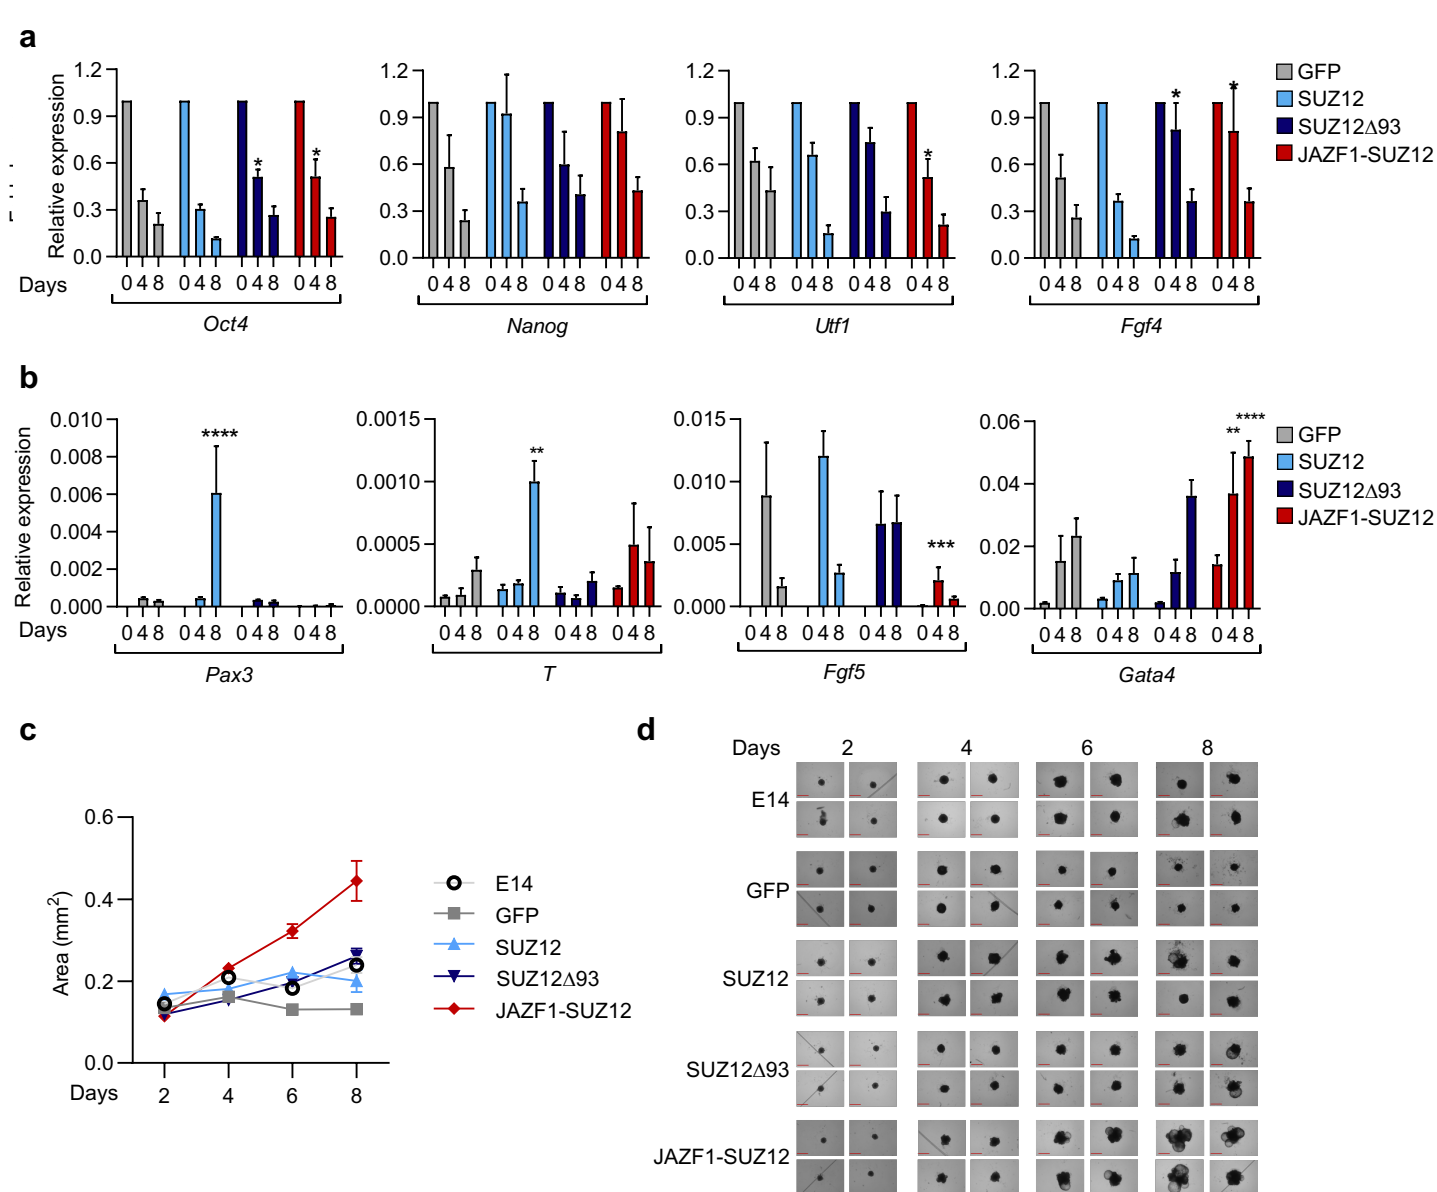 a
1.2
0.9
0.6
0.3
0.0
Relative expression
* *
Days 0 4 8 0 4 8 0 4 8 0 4 8
Oct4
1.2
0.9
0.6
0.3
0.0
0 4 8 0 4 8 0 4 8 0 4 8
Nanog
1.2
0.9
0.6
0.3
0.0
*
0 4 8 0 4 8 0 4 8 0 4 8
Utf1
1.2
0.9
0.6
0.3
0.0
* *
0 4 8 0 4 8 0 4 8 0 4 8
Fgf4
GFP
SUZ12
SUZ12Δ93
JAZF1-SUZ12
b
0.010
0.008
0.006
0.004
0.002
0.000
Relative expression
****
Days 0 4 8 0 4 8 0 4 8 0 4 8
Pax3
0.0015
0.0010
0.0005
0.0000
**
0 4 8 0 4 8 0 4 8 0 4 8
T
0.015
0.010
0.005
0.000
***
0 4 8 0 4 8 0 4 8 0 4 8
Fgf5
0.06
0.04
0.02
0.00
****
**
0 4 8 0 4 8 0 4 8 0 4 8
Gata4
GFP
SUZ12
SUZ12Δ93
JAZF1-SUZ12
c
0.6
0.4
0.2
0.0
Area (mm2)
Days 2 4 6 8
E14
GFP
SUZ12
SUZ12Δ93
JAZF1-SUZ12
d
Days 2 4 6 8
E14
GFP
SUZ12
SUZ12Δ93
JAZF1-SUZ12